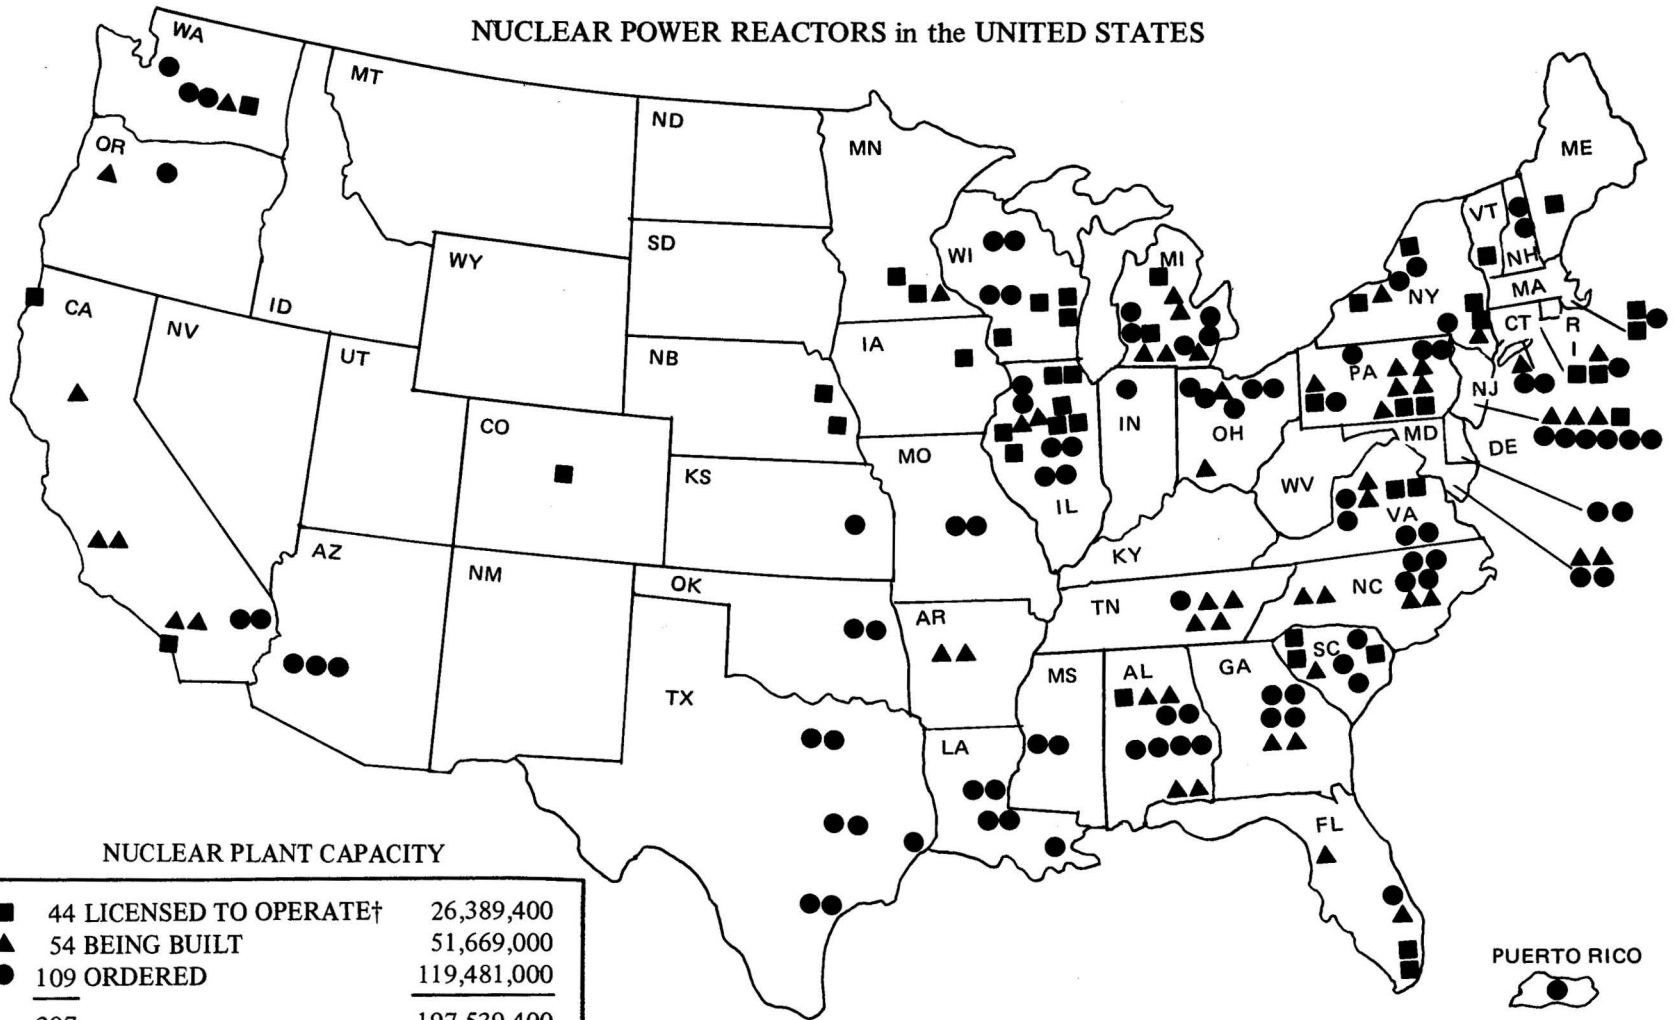 NUCLEAR POWER REACTORS in the UNITED STATES
WA
MT
ND
MN
ME
OR
VT
NH
SD
WI
MI
WY
NY
MA
ID
CA
NV
CT
R
I
UT
NB
IA
PA
NJ
CO
IN
OH
MD
DE
MO
KS
WV
IL
VA
AZ
KY
NM
OK
NC
TN
AR
SC
MS
AL
GA
TX
LA
FL
NUCLEAR PLANT CAPACITY
44 LICENSED TO OPERATE† 26,389,400
54 BEING BUILT 51,669,000
109 ORDERED 119,481,000
PUERTO RICO